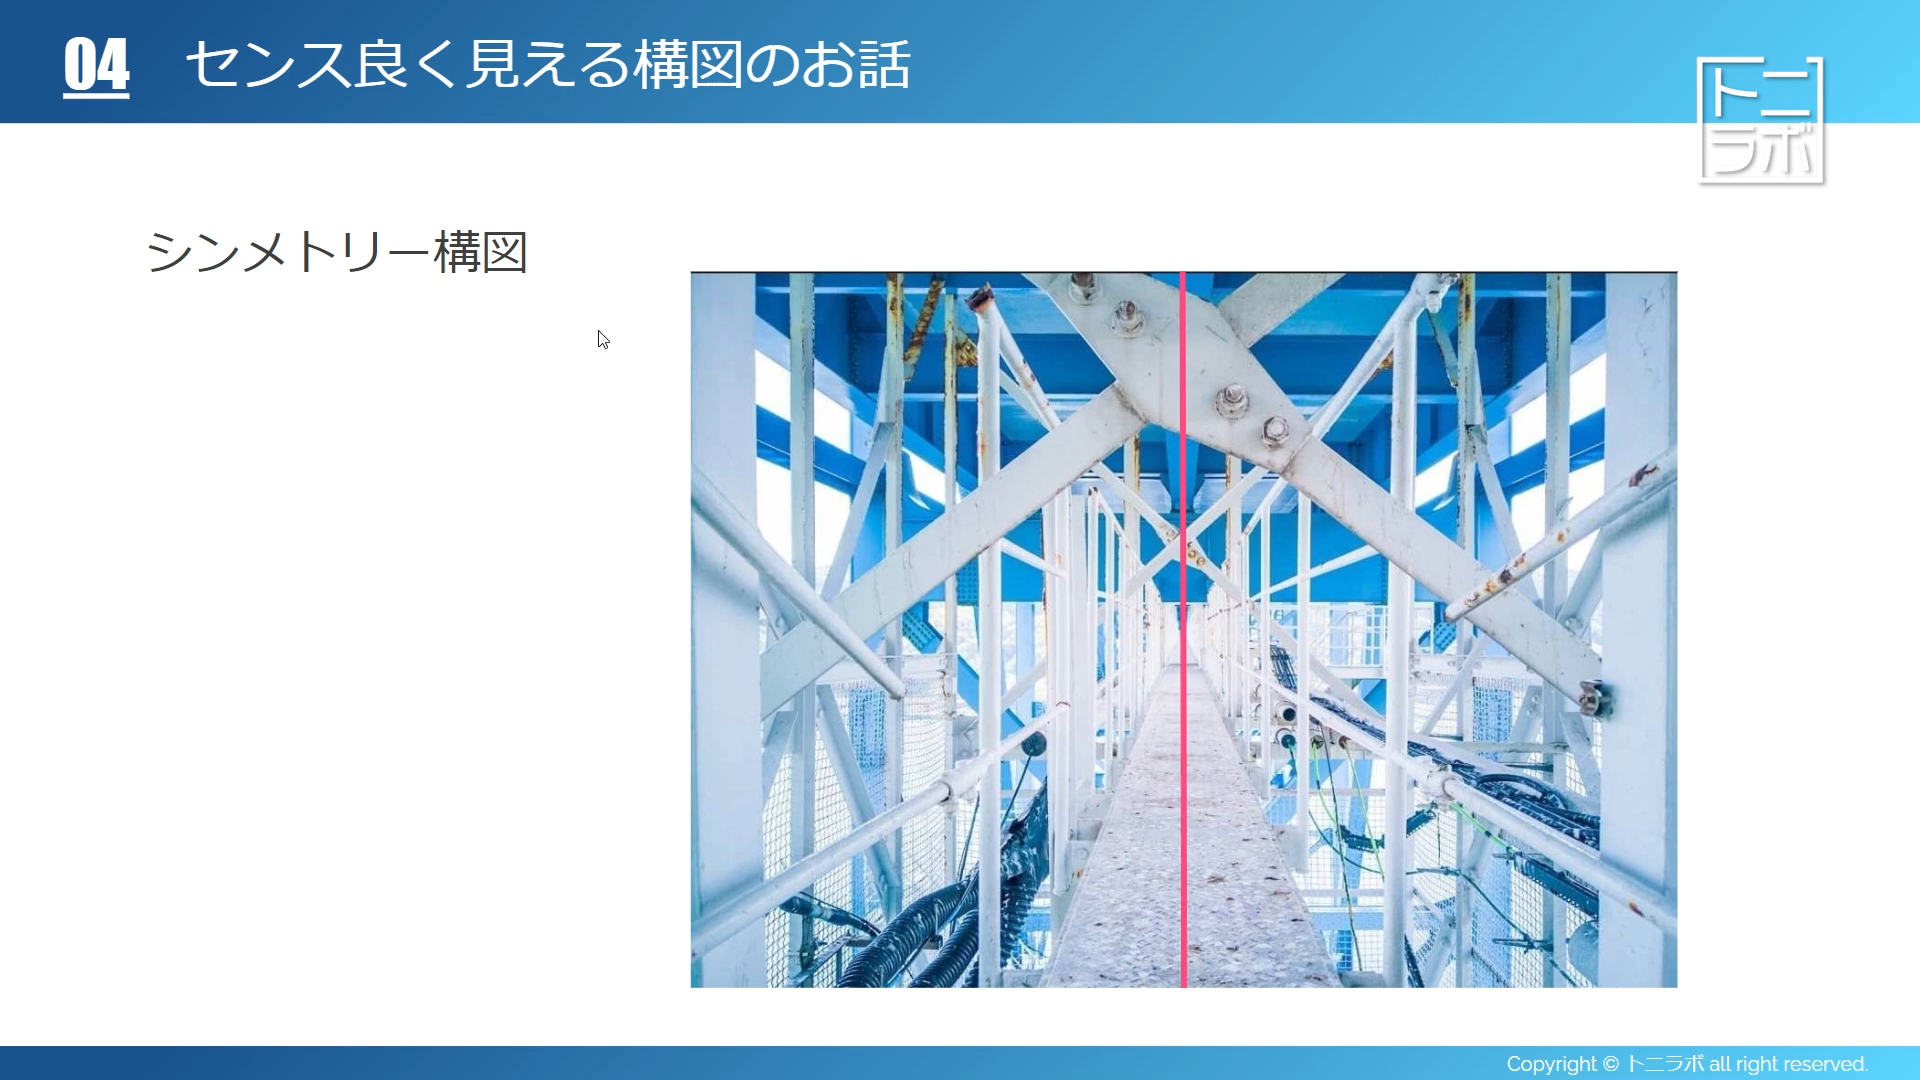 04 センス良く見える構図のお話
トニ
ラボ
シンメトリー構図
Copyright © トニラボ all right reserved.